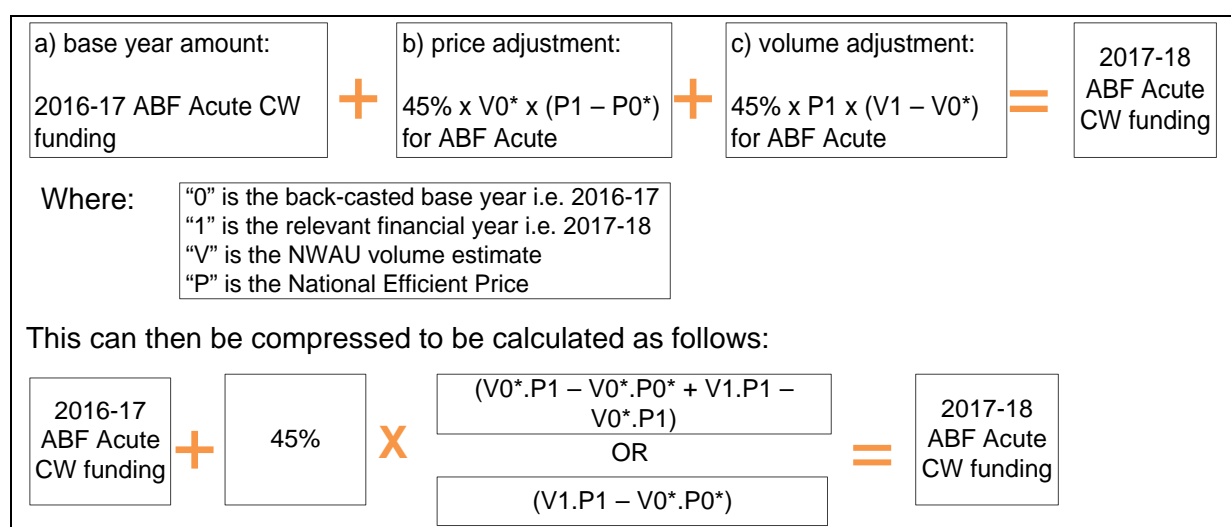 a) base year amount:
2016-17 ABF Acute CW
funding
+
b) price adjustment:
45% x V0* x (P1 – P0*)
for ABF Acute
+
c) volume adjustment:
45% x P1 x (V1 – V0*)
for ABF Acute
=
2017-18
ABF Acute
CW funding
Where:
“0” is the back-casted base year i.e. 2016-17
“1” is the relevant financial year i.e. 2017-18
“V” is the NWAU volume estimate
“P” is the National Efficient Price
This can then be compressed to be calculated as follows:
2016-17
ABF Acute
CW funding
+
45%
x
(V0*.P1 – V0*.P0* + V1.P1 –
V0*.P1)
OR
(V1.P1 – V0*.P0*)
=
2017-18
ABF Acute
CW funding